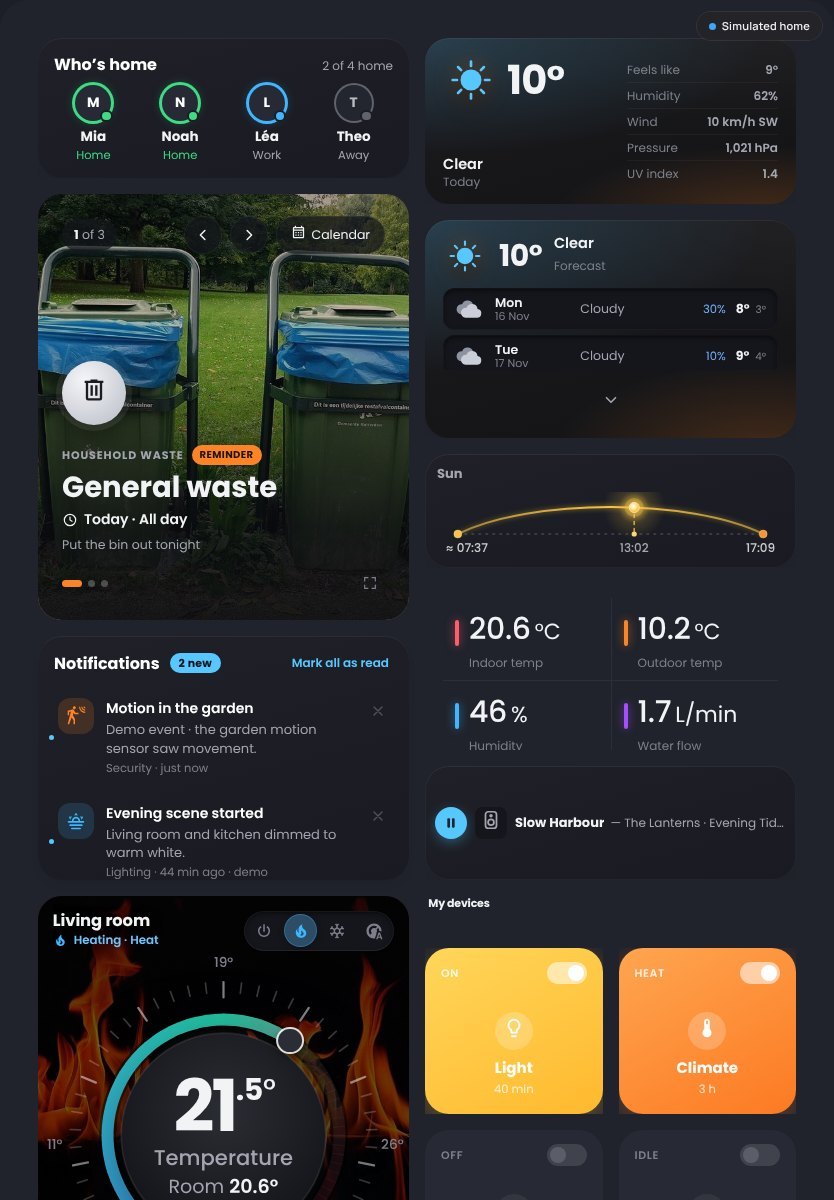 Simulated home
Who's home
2 of 4 home
M
N
L
T
Mia
Noah
Léa
Theo
Home
Home
Work
Away
10°
Clear
Today
Feels like 9°
Humidity 62%
Wind 10 km/h SW
Pressure 1,021 hPa
UV index 1.4
1 of 3
Calendar
Dit is een tijdelijke restafvalcontainer
HOUSEHOLD WASTE
REMINDER
General waste
Today · All day
Put the bin out tonight
10°
Clear
Forecast
Mon
16 Nov
Cloudy
30% 8° 3°
Tue
17 Nov
Cloudy
10% 9° 4°
Sun
≈ 07:37
13:02
17:09
20.6 °C
Indoor temp
10.2 °C
Outdoor temp
46 %
Humidity
1.7 L/min
Water flow
Notifications
2 new
Mark all as read
Motion in the garden
Demo event · the garden motion
sensor saw movement.
Security · just now
Evening scene started
Living room and kitchen dimmed to
warm white.
Lighting · 44 min ago · demo
Slow Harbour — The Lanterns · Evening Tid...
My devices
ON
Light
40 min
HEAT
Climate
3 h
OFF
IDLE
Living room
Heating · Heat
A
19°
11°
26°
21.5°
Temperature
Room 20.6°